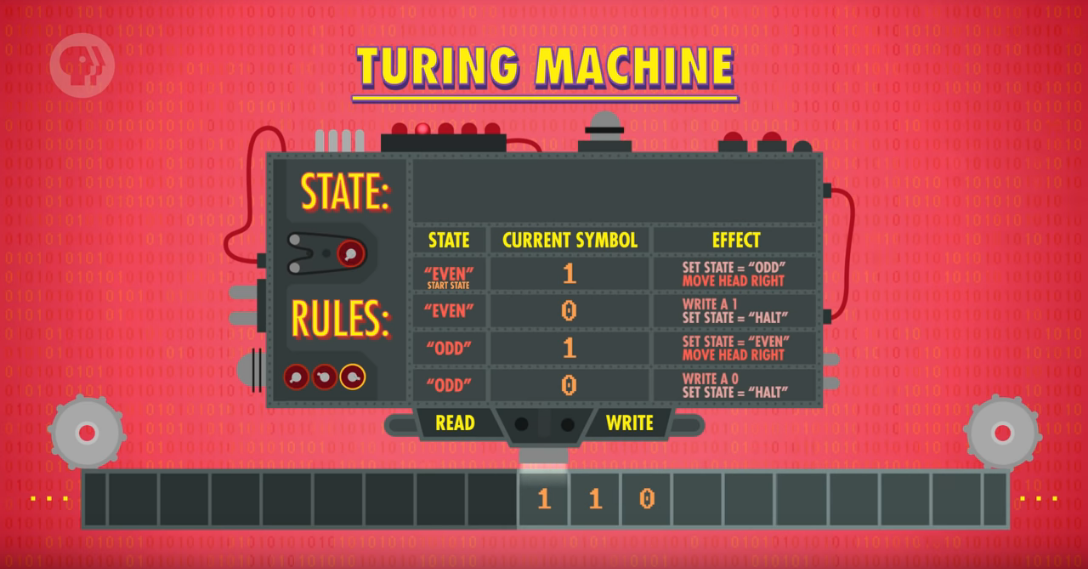 TURING MACHINE
STATE:
RULES:
STATE CURRENT SYMBOL EFFECT
"EVEN" 1 SET STATE = "ODD"
START STATE MOVE HEAD RIGHT
"EVEN" 0 WRITE A 1
SET STATE = "HALT"
"ODD" 1 SET STATE = "EVEN"
MOVE HEAD RIGHT
"ODD" 0 WRITE A 0
SET STATE = "HALT"
READ WRITE
... 1 1 0 ...